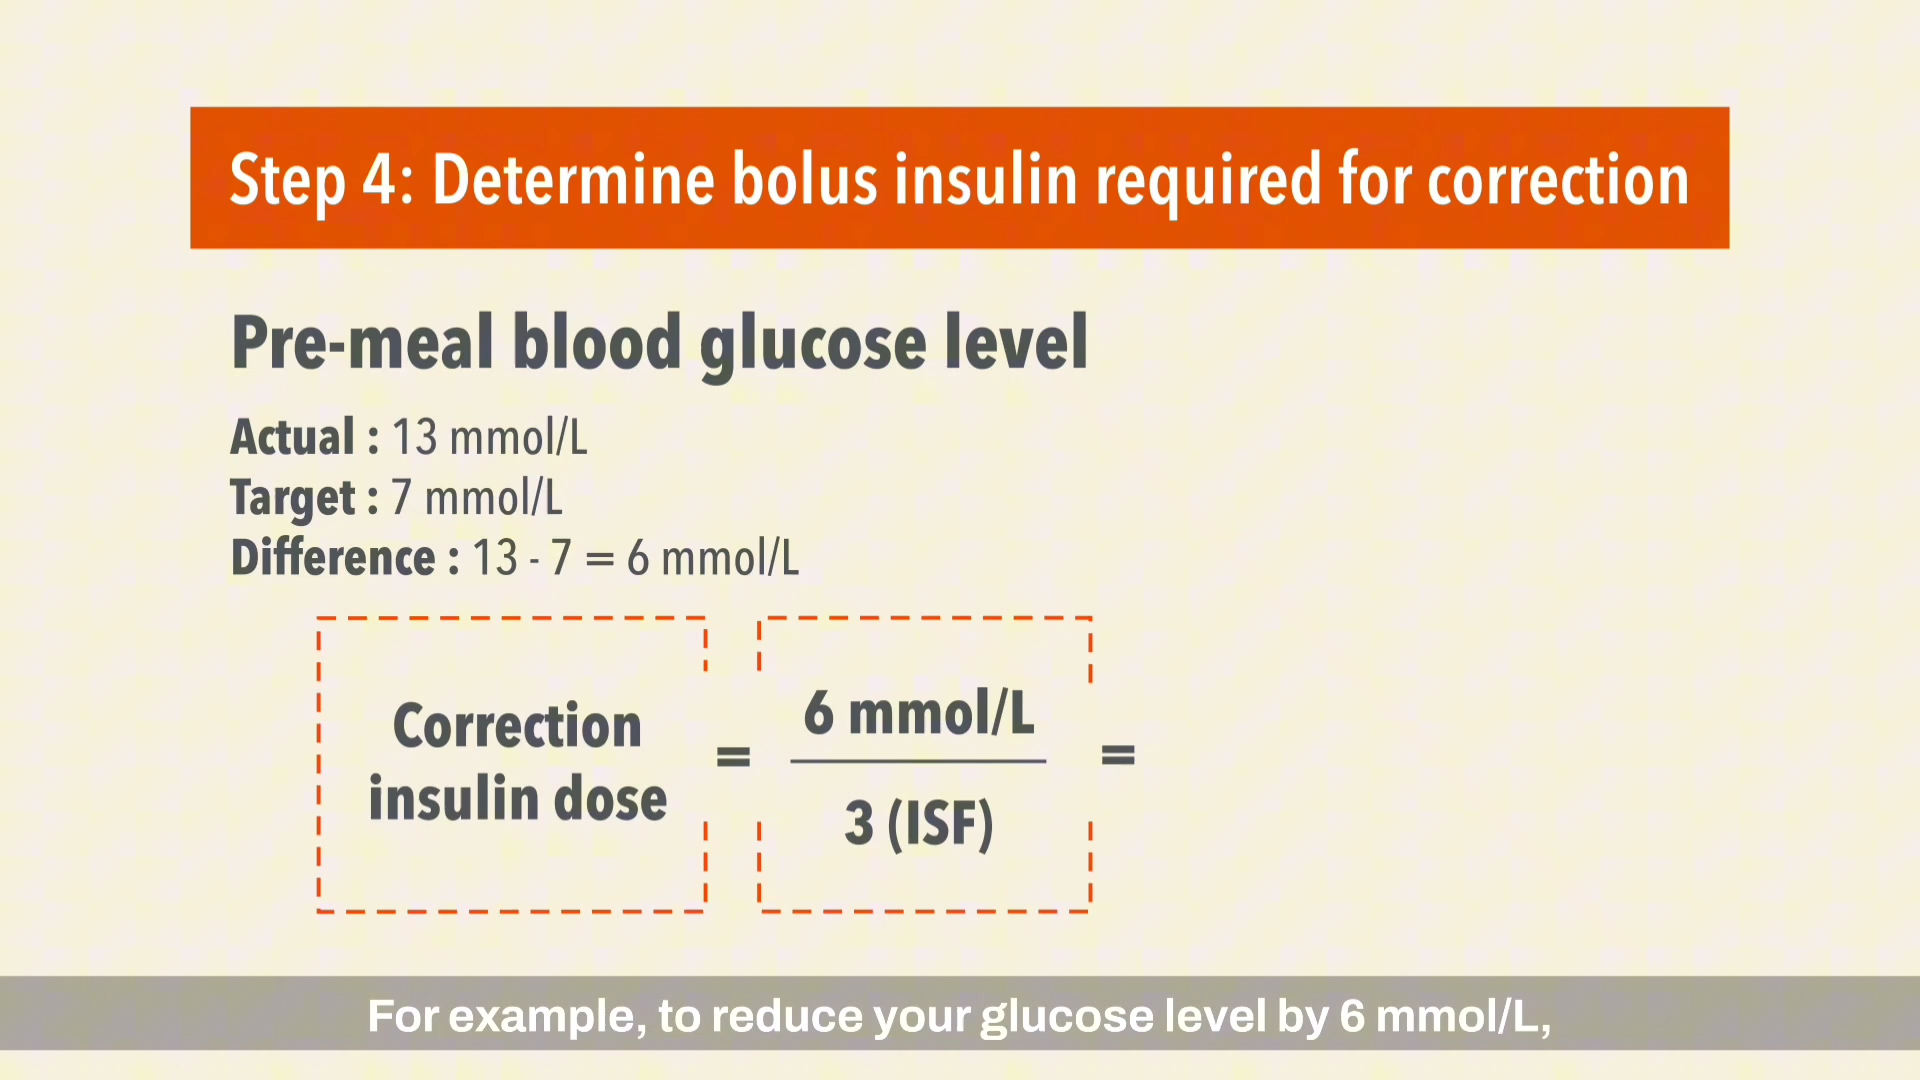 Step 4: Determine bolus insulin required for correction
Pre-meal blood glucose level
Actual : 13 mmol/L
Target : 7 mmol/L
Difference : 13 - 7 = 6 mmol/L
Correction
insulin dose
=
6 mmol/L
3 (ISF)
=
For example, to reduce your glucose level by 6 mmol/L,